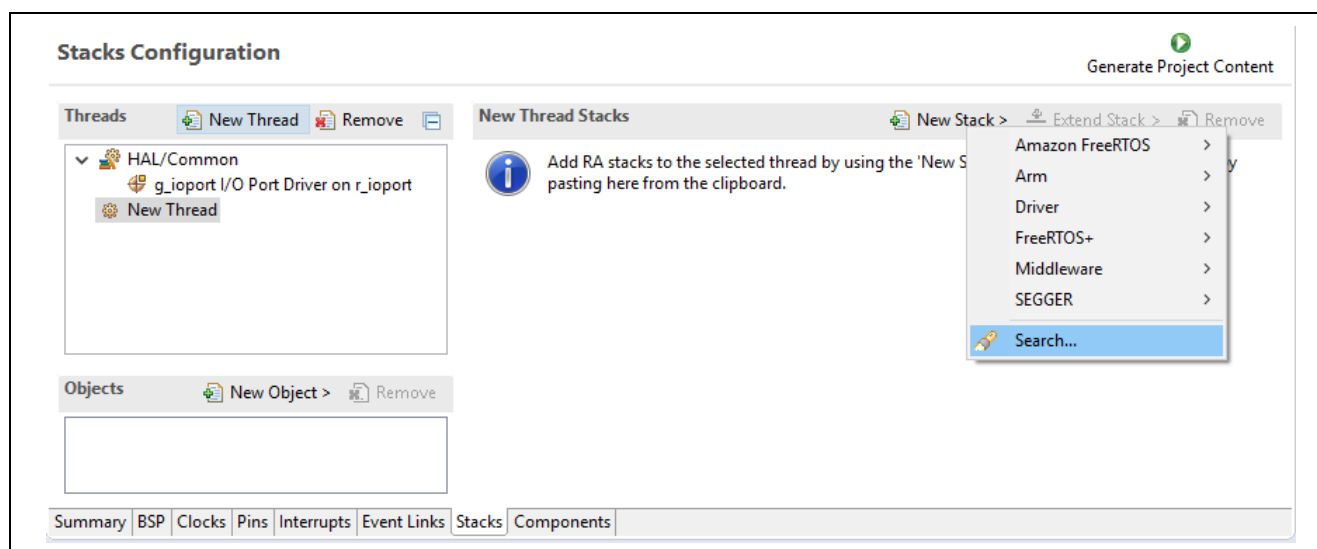 Stacks Configuration
Generate Project Content
Threads
New Thread
Remove
HAL/Common
g_ioport I/O Port Driver on r_ioport
New Thread
New Thread Stacks
New Stack >
Extend Stack >
Remove
Add RA stacks to the selected thread by using the 'New S
y
pasting here from the clipboard.
Amazon FreeRTOS >
Arm >
Driver >
FreeRTOS+ >
Middleware >
SEGGER >
Search...
Objects
New Object >
Remove
Summary BSP Clocks Pins Interrupts Event Links Stacks Components